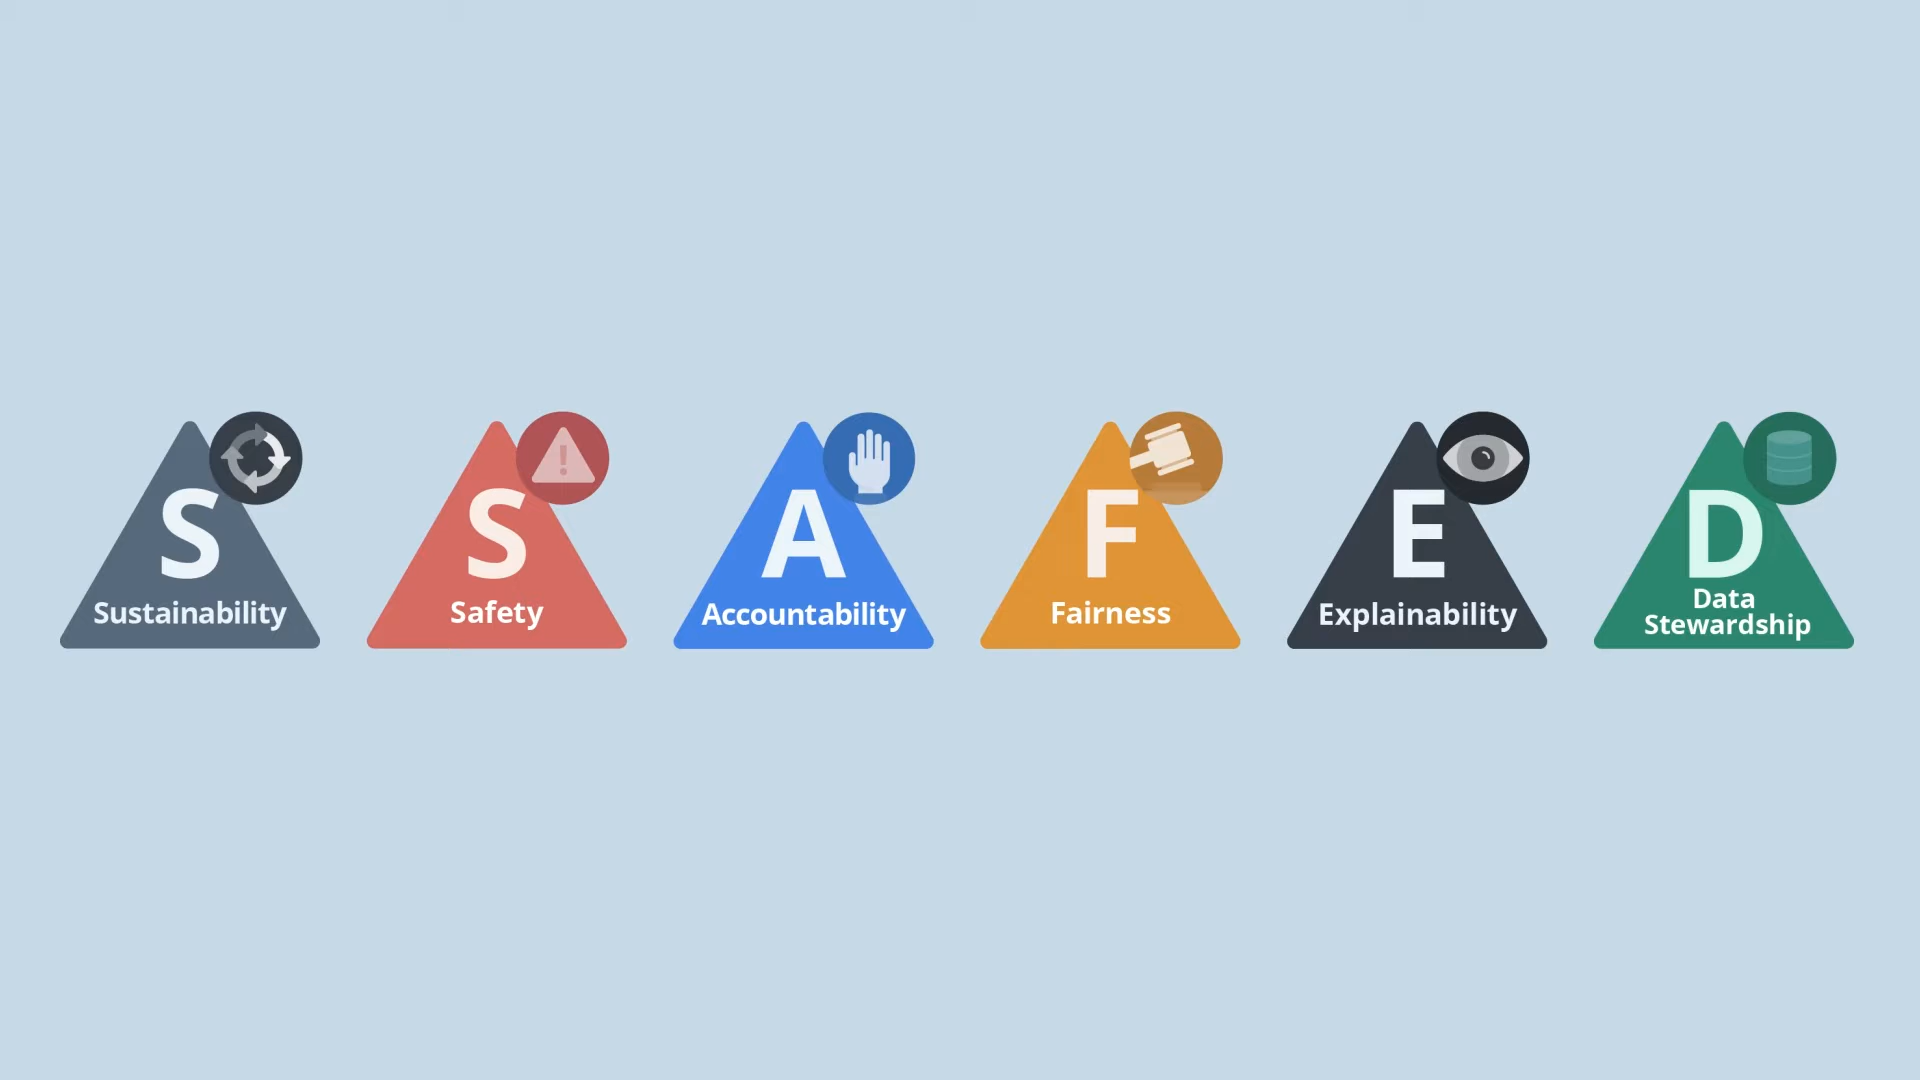 S
Sustainability
S
Safety
!
A
Accountability
F
Fairness
E
Explainability
D
Data
Stewardship